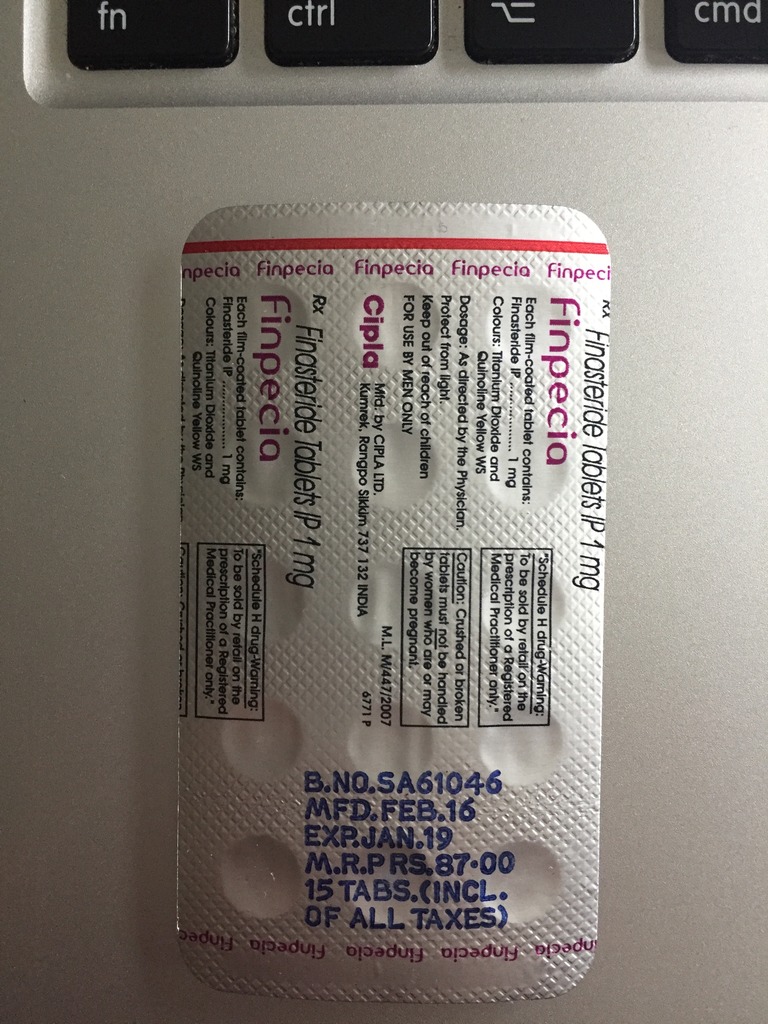 fn
ctrl
cmd
Finpecia Finpecia Finpecia
Rx Finasteride Tablets IP 1 mg
Finpecia
Each film-coated tablet contains:
Finasteride IP .................. 1 mg
Colours: Titanium Dioxide and
Quinoline Yellow WS
Dosage: As directed by the Physician.
Protect from light.
Keep out of reach of children
FOR USE BY MEN ONLY
"Schedule H drug-Warning:
To be sold by retail on the
prescription of a Registered
Medical Practitioner only."
Caution: Crushed or broken
tablets must not be handled
by women who are or may
become pregnant.
Cipla Mfd. by CIPLA LTD.
Kumrek, Rangpo Sikkim 737 132 INDIA
M.L. M/447/2007
6771 P
Rx Finasteride Tablets IP 1 mg
Finpecia
Each film-coated tablet contains:
Finasteride IP .................. 1 mg
Colours: Titanium Dioxide and
Quinoline Yellow WS
"Schedule H drug-Warning:
To be sold by retail on the
prescription of a Registered
Medical Practitioner only."
B.NO.SA61046
MFD.FEB.16
EXP.JAN.19
M.R.P RS.87·00
15 TABS.(INCL.
OF ALL TAXES)
Finpecia Finpecia Finpecia